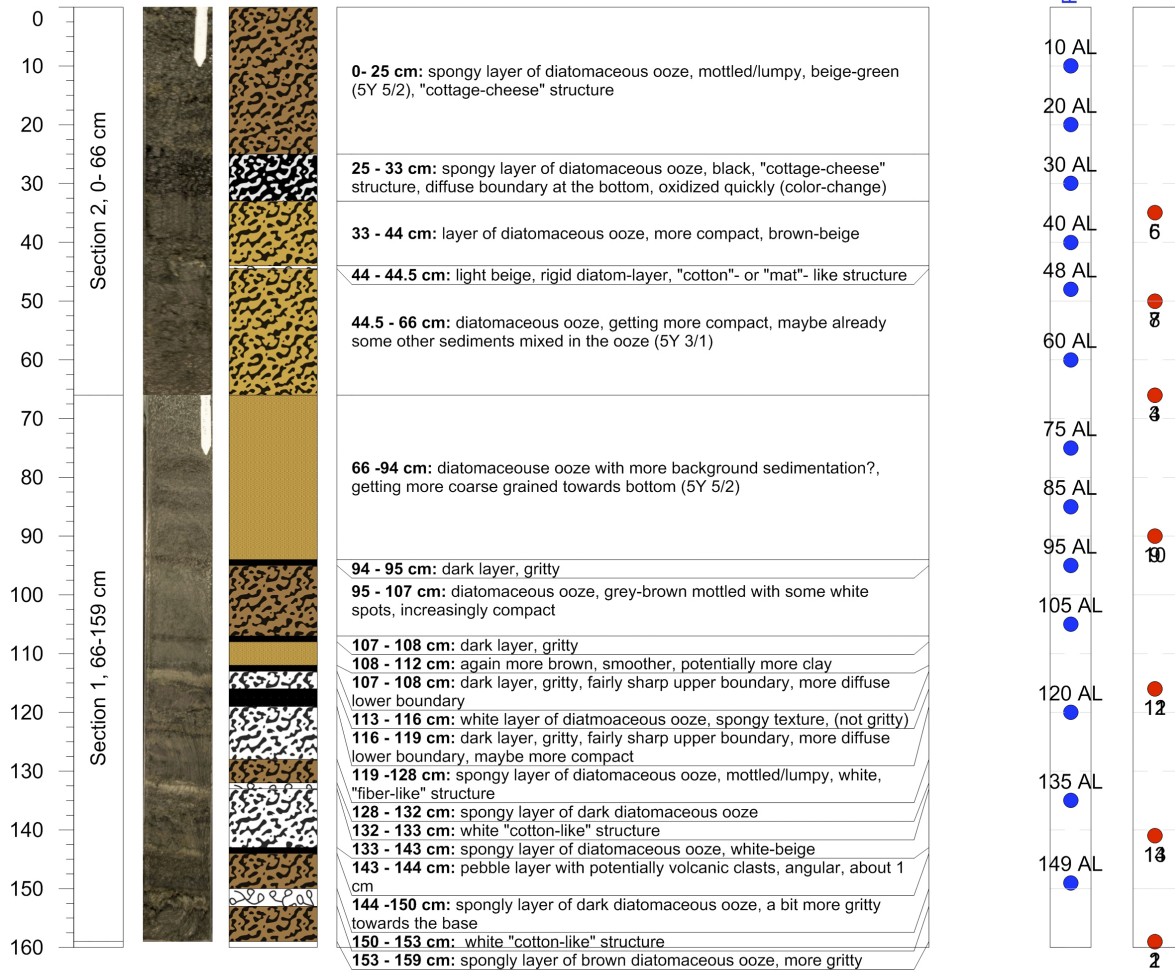 0
10
20
30
40
50
60
70
80
90
100
110
120
130
140
150
160
Section 2, 0- 66 cm
Section 1, 66-159 cm
0- 25 cm: spongy layer of diatomaceous ooze, mottled/lumpy, beige-green
(5Y 5/2), "cottage-cheese" structure
25 - 33 cm: spongy layer of diatomaceous ooze, black, "cottage-cheese"
structure, diffuse boundary at the bottom, oxidized quickly (color-change)
33 - 44 cm: layer of diatomaceous ooze, more compact, brown-beige
44 - 44.5 cm: light beige, rigid diatom-layer, "cotton"- or "mat"- like structure
44.5 - 66 cm: diatomaceous ooze, getting more compact, maybe already
some other sediments mixed in the ooze (5Y 3/1)
66 -94 cm: diatomaceouse ooze with more background sedimentation?,
getting more coarse grained towards bottom (5Y 5/2)
94 - 95 cm: dark layer, gritty
95 - 107 cm: diatomaceous ooze, grey-brown mottled with some white
spots, increasingly compact
107 - 108 cm: dark layer, gritty
108 - 112 cm: again more brown, smoother, potentially more clay
107 - 108 cm: dark layer, gritty, fairly sharp upper boundary, more diffuse
lower boundary
113 - 116 cm: white layer of diatmoaceous ooze, spongy texture, (not gritty)
116 - 119 cm: dark layer, gritty, fairly sharp upper boundary, more diffuse
lower boundary, maybe more compact
119 -128 cm: spongy layer of diatomaceous ooze, mottled/lumpy, white,
"fiber-like" structure
128 - 132 cm: spongy layer of dark diatomaceous ooze
132 - 133 cm: white "cotton-like" structure
133 - 143 cm: spongy layer of diatomaceous ooze, white-beige
143 - 144 cm: pebble layer with potentially volcanic clasts, angular, about 1
cm
144 -150 cm: spongly layer of dark diatomaceous ooze, a bit more gritty
towards the base
150 - 153 cm: white "cotton-like" structure
153 - 159 cm: spongly layer of brown diatomaceous ooze, more gritty
10 AL
20 AL
30 AL
40 AL
48 AL
60 AL
75 AL
85 AL
95 AL
105 AL
120 AL
135 AL
149 AL